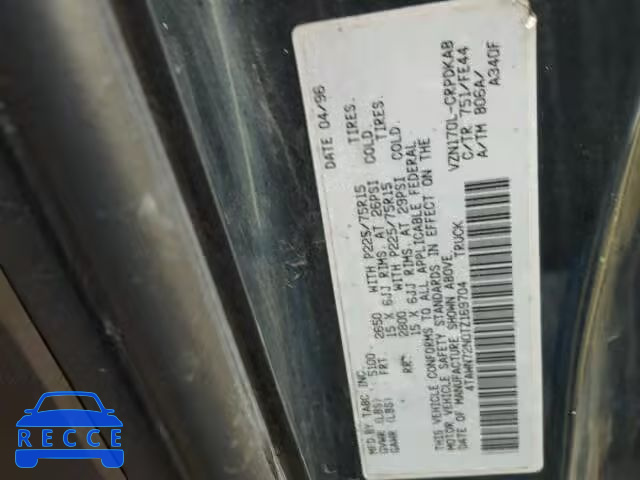 MFD BY TABC, INC. DATE 04/96
GVWR (LBS) 5100
GAWR (LBS) FRT 2650 WITH P225/75R15 TIRES.
15 X 6JJ RIMS. AT 26PSI COLD.
RR 2800 WITH P225/75R15 TIRES.
15 X 6JJ RIMS. AT 29PSI COLD.
THIS VEHICLE CONFORMS TO ALL APPLICABLE FEDERAL
MOTOR VEHICLE SAFETY STANDARDS IN EFFECT ON THE
DATE OF MANUFACTURE SHOWN ABOVE.
4TAWN72N0TZ169704 TRUCK
VZN170L-CRPDKAB
C/TR 751/FE44
A/TM B06A/
A340F
RECCE